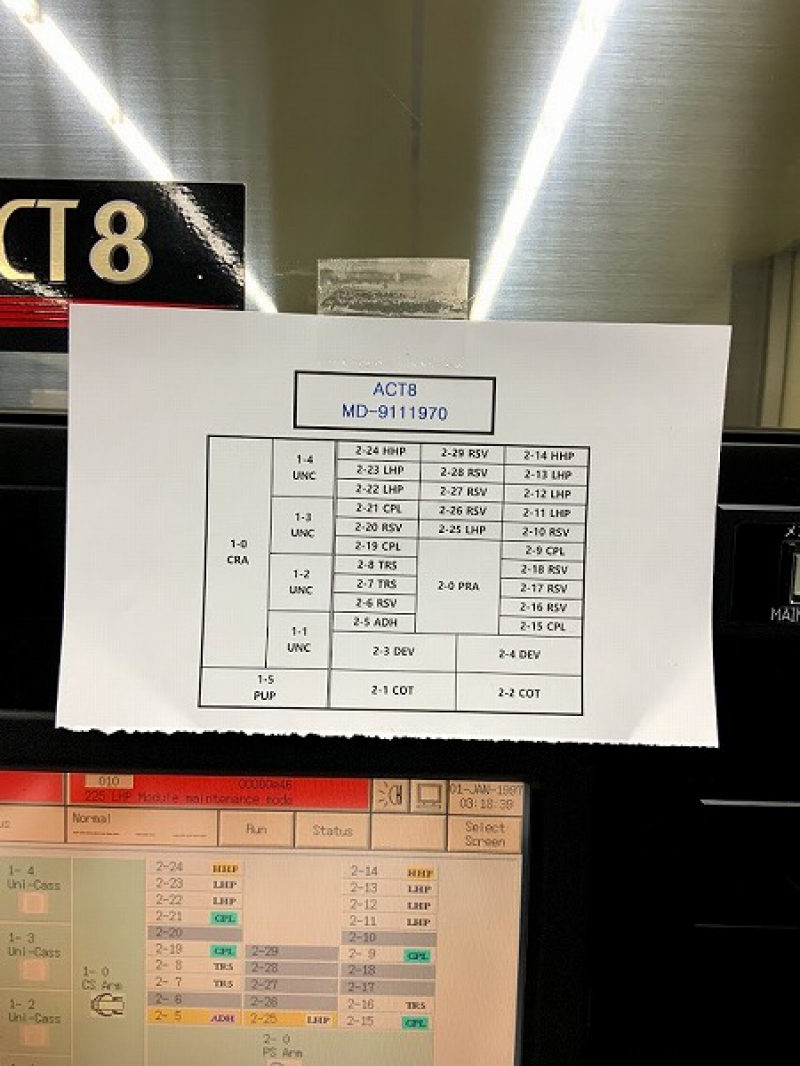 CT8
ACT8
MD-9111970
1-0 CRA
1-4 UNC
1-3 UNC
1-2 UNC
1-1 UNC
1-5 PUP
2-24 HHP 2-29 RSV 2-14 HHP
2-23 LHP 2-28 RSV 2-13 LHP
2-22 LHP 2-27 RSV 2-12 LHP
2-21 CPL 2-26 RSV 2-11 LHP
2-20 RSV 2-25 LHP 2-10 RSV
2-19 CPL 2-9 CPL
2-8 TRS 2-18 RSV
2-7 TRS 2-0 PRA 2-17 RSV
2-6 RSV 2-16 RSV
2-5 ADH 2-15 CPL
2-3 DEV 2-4 DEV
2-1 COT 2-2 COT
MAIN
010
225 LHP Module maintenance mode
01-JAN-1997
03:18:39
Normal Run Status Select Screen
1- 4 Uni-Cass
1- 3 Uni-Cass
1- 2 Uni-Cass
1- 0 CS Arm
2-24 HHP 2-14 HHP
2-23 LHP 2-13 LHP
2-22 LHP 2-12 LHP
2-21 CPL 2-11 LHP
2-20 2-10
2-19 CPL 2-29 2- 9 CPL
2- 8 TRS 2-28 2-18
2- 7 TRS 2-27 2-17
2- 6 2-26 2-16 TRS
2- 5 ADH 2-25 LHP 2-15 CPL
2- 0
PS Arm